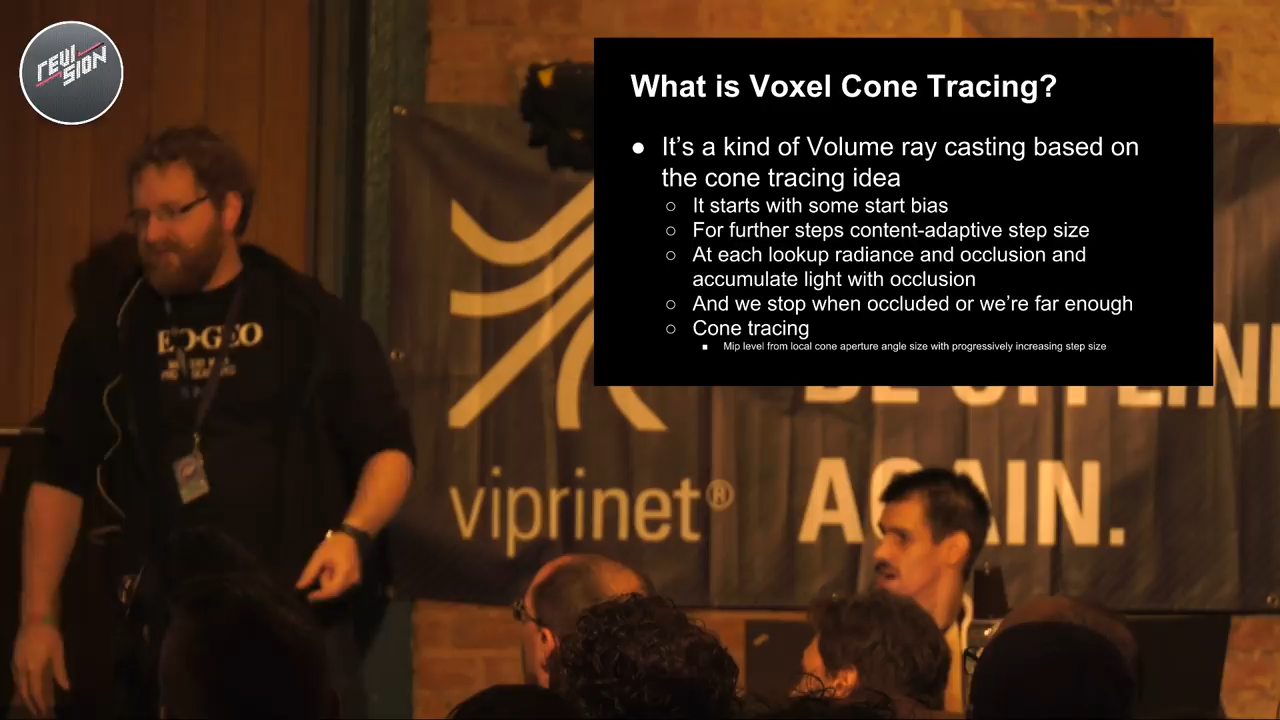 REVISION
What is Voxel Cone Tracing?
● It's a kind of Volume ray casting based on
the cone tracing idea
○ It starts with some start bias
○ For further steps content-adaptive step size
○ At each lookup radiance and occlusion and
accumulate light with occlusion
○ And we stop when occluded or we're far enough
○ Cone tracing
■ Mip level from local cone aperture angle size with progressively increasing step size
viprinet®